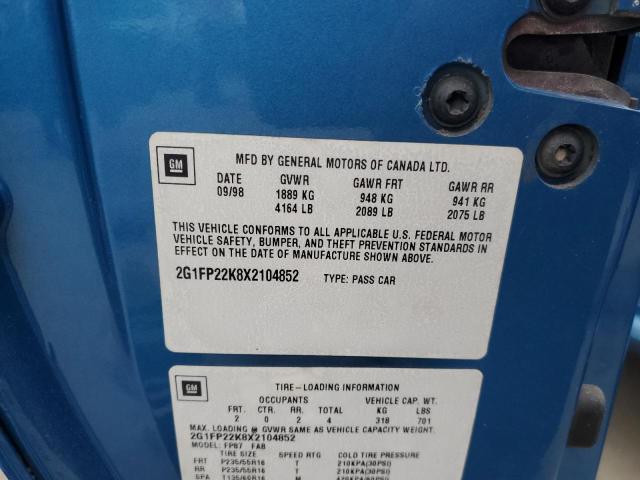 GM
MFD BY GENERAL MOTORS OF CANADA LTD.
DATE GVWR GAWR FRT GAWR RR
09/98 1889 KG 948 KG 941 KG
4164 LB 2089 LB 2075 LB
THIS VEHICLE CONFORMS TO ALL APPLICABLE U.S. FEDERAL MOTOR
VEHICLE SAFETY, BUMPER, AND THEFT PREVENTION STANDARDS IN
EFFECT ON THE DATE OF MANUFACTURE SHOWN ABOVE.
2G1FP22K8X2104852 TYPE: PASS CAR
GM
TIRE-LOADING INFORMATION
OCCUPANTS VEHICLE CAP. WT.
FRT. CTR. RR. TOTAL KG LBS
2 0 2 4 318 701
MAX. LOADING @ GVWR SAME AS VEHICLE CAPACITY WEIGHT.
2G1FP22K8X2104852
MODEL: FP87 FAB
TIRE SIZE SPEED RTG COLD TIRE PRESSURE
FRT P235/55R16 T 210KPA(30PSI)
RR P235/55R16 T 210KPA(30PSI)
SPA